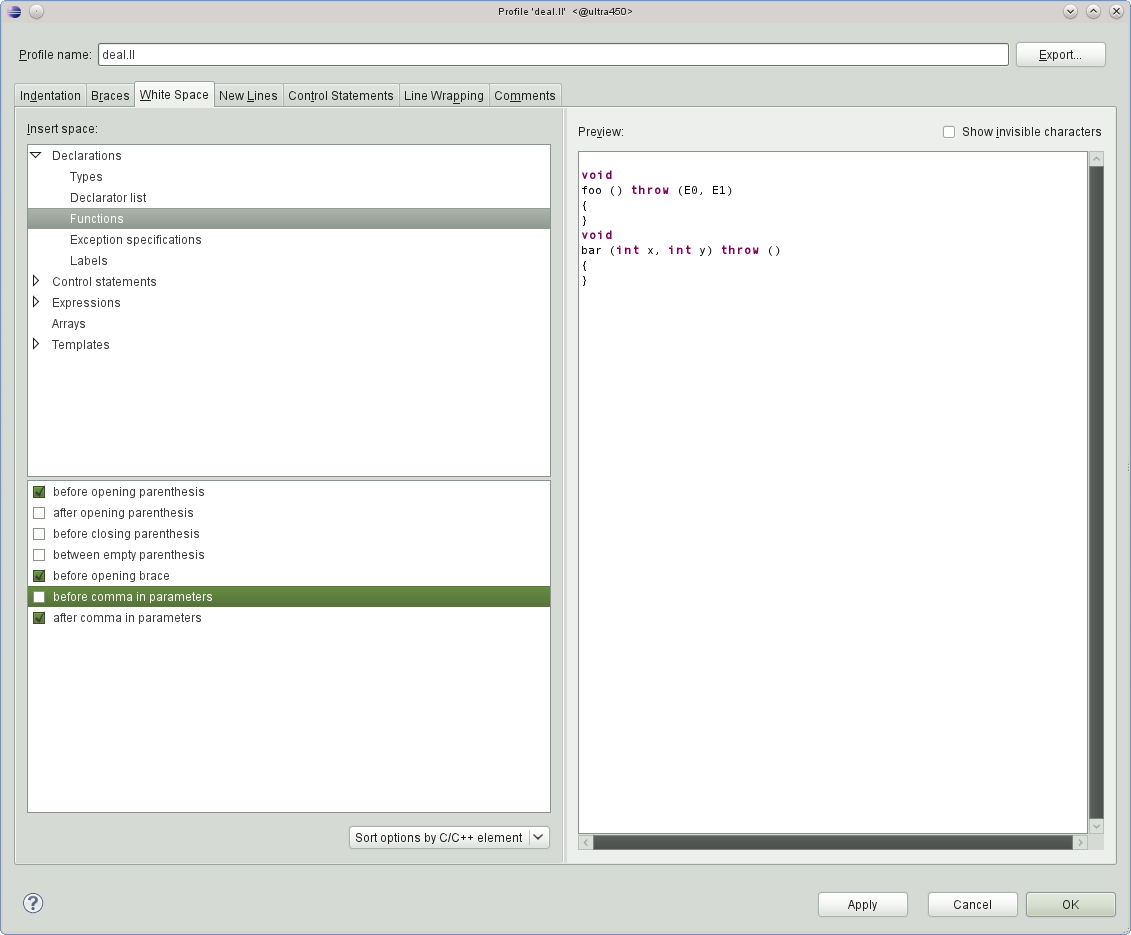 Profile 'deal.II' <@ultra450>
Profile name: deal.II Export...
Indentation Braces White Space New Lines Control Statements Line Wrapping Comments
Insert space:
Declarations
Types
Declarator list
Functions
Exception specifications
Labels
Control statements
Expressions
Arrays
Templates
before opening parenthesis
after opening parenthesis
before closing parenthesis
between empty parenthesis
before opening brace
before comma in parameters
after comma in parameters
Sort options by C/C++ element
Preview: Show invisible characters
void
foo () throw (E0, E1)
{
}
void
bar (int x, int y) throw ()
{
}
? Apply Cancel OK